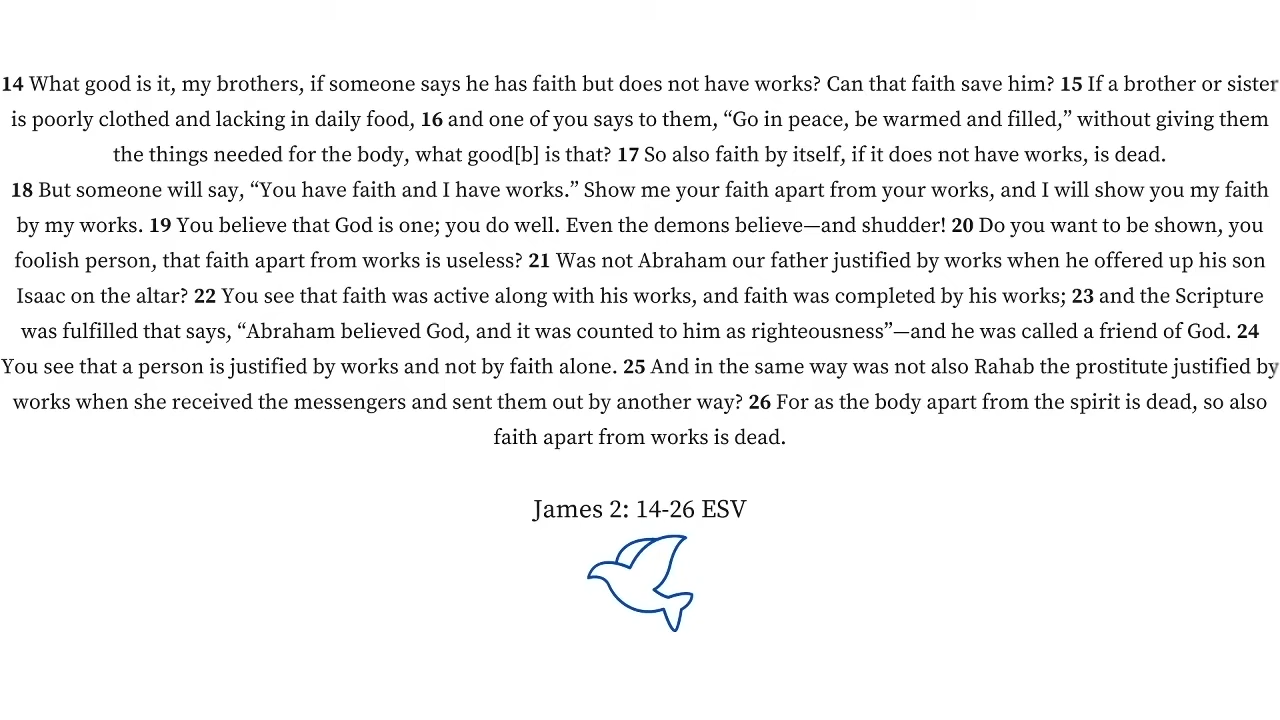 14 What good is it, my brothers, if someone says he has faith but does not have works? Can that faith save him? 15 If a brother or sister
is poorly clothed and lacking in daily food, 16 and one of you says to them, “Go in peace, be warmed and filled,” without giving them
the things needed for the body, what good[b] is that? 17 So also faith by itself, if it does not have works, is dead.
18 But someone will say, “You have faith and I have works.” Show me your faith apart from your works, and I will show you my faith
by my works. 19 You believe that God is one; you do well. Even the demons believe—and shudder! 20 Do you want to be shown, you
foolish person, that faith apart from works is useless? 21 Was not Abraham our father justified by works when he offered up his son
Isaac on the altar? 22 You see that faith was active along with his works, and faith was completed by his works; 23 and the Scripture
was fulfilled that says, “Abraham believed God, and it was counted to him as righteousness”—and he was called a friend of God. 24
You see that a person is justified by works and not by faith alone. 25 And in the same way was not also Rahab the prostitute justified by
works when she received the messengers and sent them out by another way? 26 For as the body apart from the spirit is dead, so also
faith apart from works is dead.
James 2: 14-26 ESV